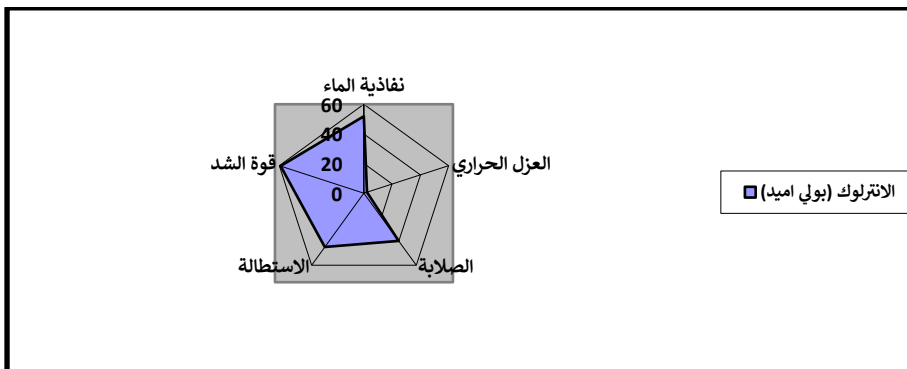 نفاذية الماء
60
40
20
0
العزل الحراري
الصلابة
الاستطالة
قوة الشد
الانترلوك (بولي اميد)